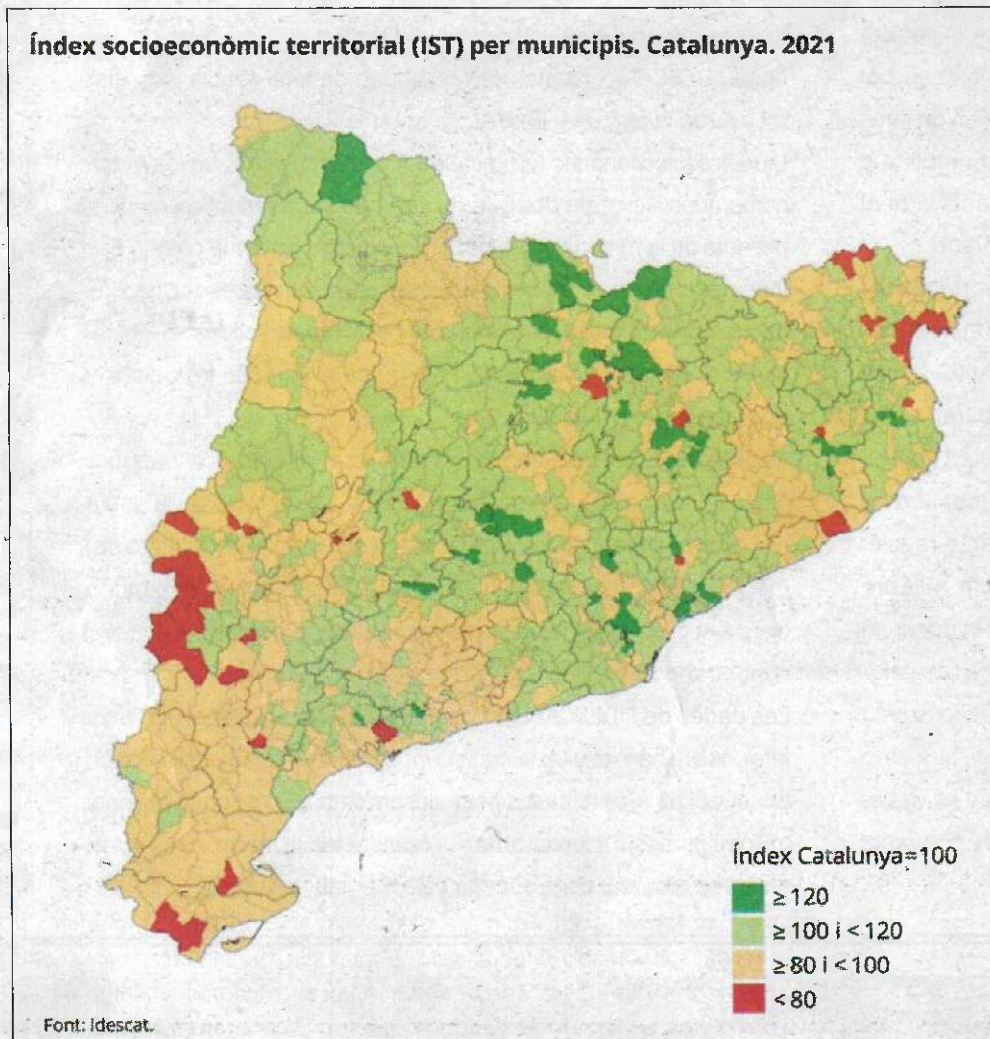 Índex socioeconòmic territorial (IST) per municipis. Catalunya. 2021
Índex Catalunya=100
≥ 120
≥ 100 i < 120
≥ 80 i < 100
< 80
Font: Idescat.